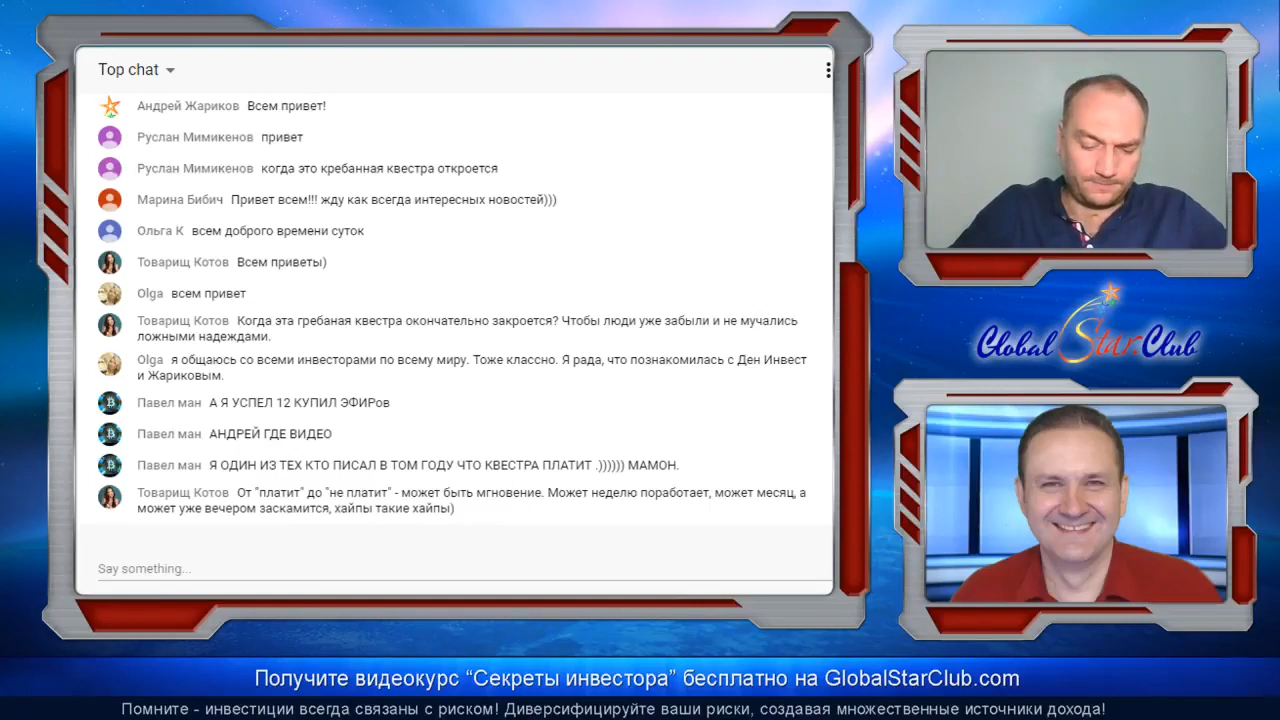 Top chat
Андрей Жариков Всем привет!
Руслан Мимикенов привет
Руслан Мимикенов когда это кребанная квестра откроется
Марина Бибич Привет всем!!! жду как всегда интересных новостей)))
Ольга К всем доброго времени суток
Товарищ Котов Всем приветы)
Olga всем привет
Товарищ Котов Когда эта гребаная квестра окончательно закроется? Чтобы люди уже забыли и не мучались
ложными надеждами.
Olga я общаюсь со всеми инвесторами по всему миру. Тоже классно. Я рада, что познакомилась с Ден Инвест
и Жариковым.
Павел ман А Я УСПЕЛ 12 КУПИЛ ЭФИРов
Павел ман АНДРЕЙ ГДЕ ВИДЕО
Павел ман Я ОДИН ИЗ ТЕХ КТО ПИСАЛ В ТОМ ГОДУ ЧТО КВЕСТРА ПЛАТИТ .)))))) МАМОН.
Товарищ Котов От "платит" до "не платит" - может быть мгновение. Может неделю поработает, может месяц, а
может уже вечером заскамится, хайпы такие хайпы)
Say something...
Global Star Club
Получите видеокурс “Секреты инвестора” бесплатно на GlobalStarClub.com
Помните - инвестиции всегда связаны с риском! Диверсифицируйте ваши риски, создавая множественные источники дохода!